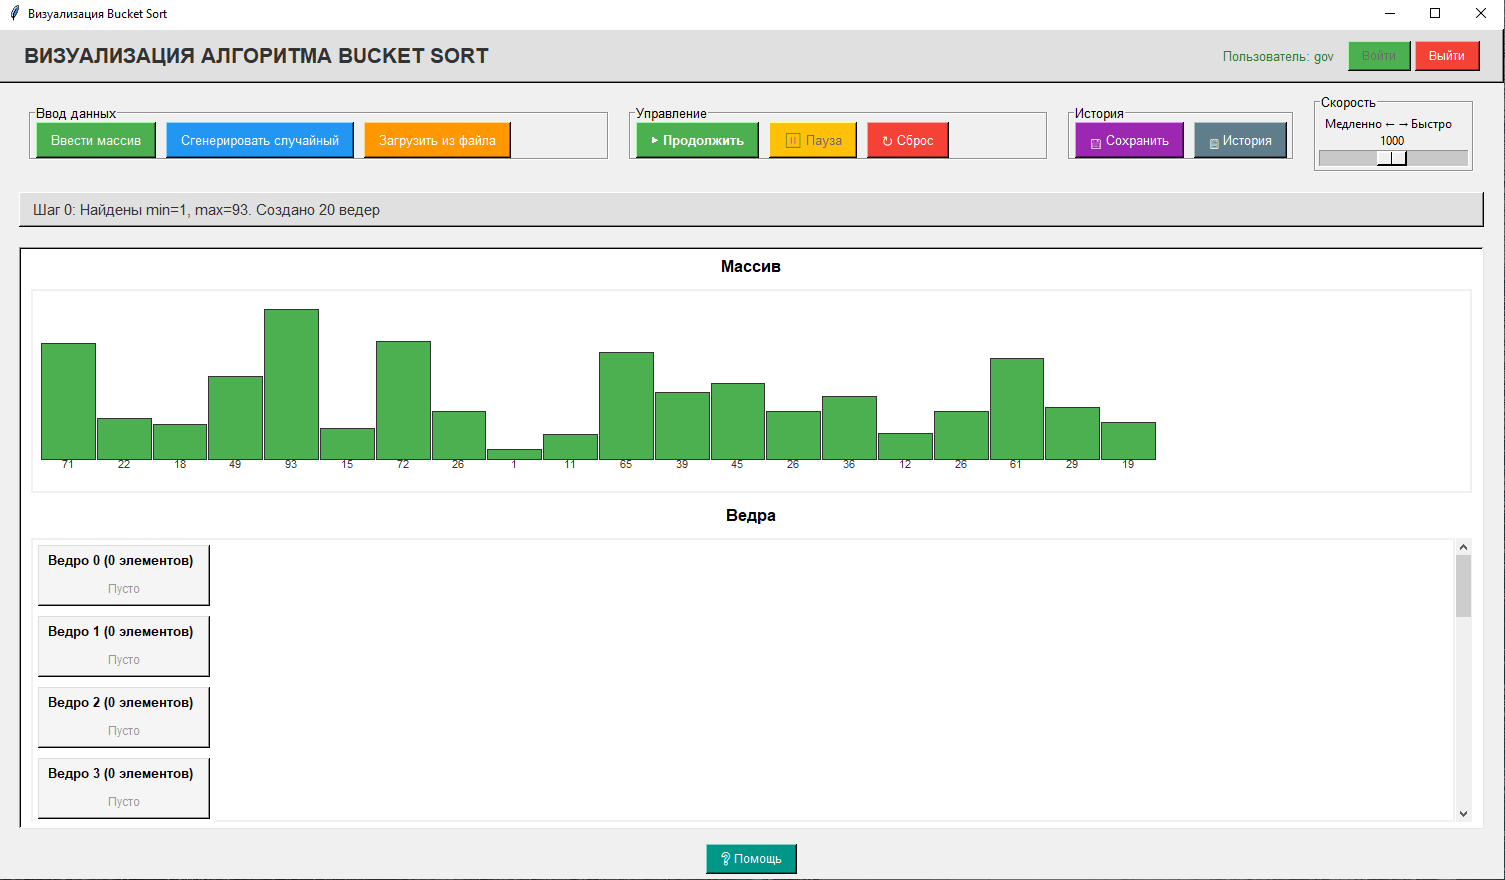 Визуализация Bucket Sort
ВИЗУАЛИЗАЦИЯ АЛГОРИТМА BUCKET SORT
Пользователь: gov
Войти
Выйти
Ввод данных
Ввести массив
Сгенерировать случайный
Загрузить из файла
Управление
Продолжить
Пауза
↻ Сброс
История
Сохранить
История
Скорость
Медленно ←→ Быстро
1000
Шаг 0: Найдены min=1, max=93. Создано 20 ведер
Массив
71 22 18 49 93 15 72 26 1 11 65 39 45 26 36 12 26 61 29 19
Ведра
Ведро 0 (0 элементов)
Пусто
Ведро 1 (0 элементов)
Пусто
Ведро 2 (0 элементов)
Пусто
Ведро 3 (0 элементов)
Пусто
? Помощь